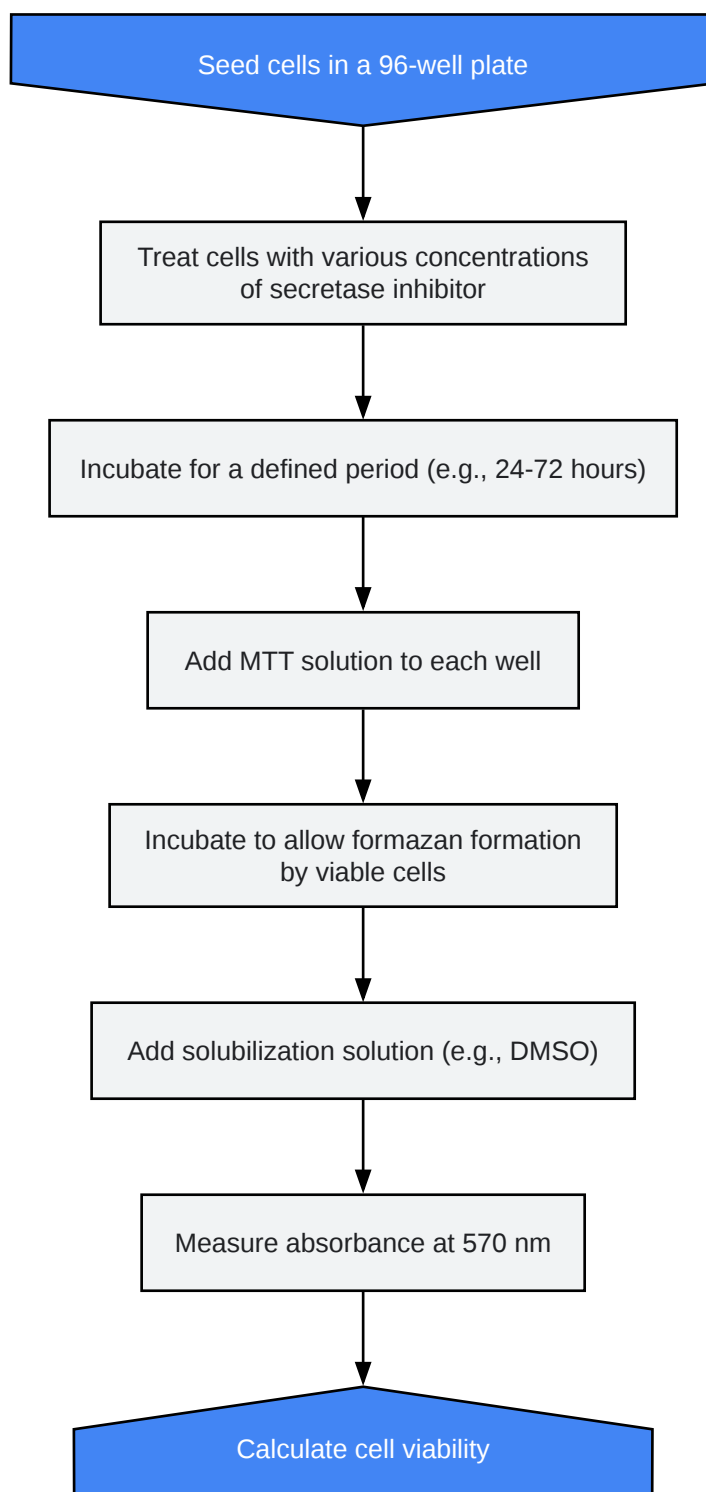 Seed cells in a 96-well plate
Treat cells with various concentrations
of secretase inhibitor
Incubate for a defined period (e.g., 24-72 hours)
Add MTT solution to each well
Incubate to allow formazan formation
by viable cells
Add solubilization solution (e.g., DMSO)
Measure absorbance at 570 nm
Calculate cell viability